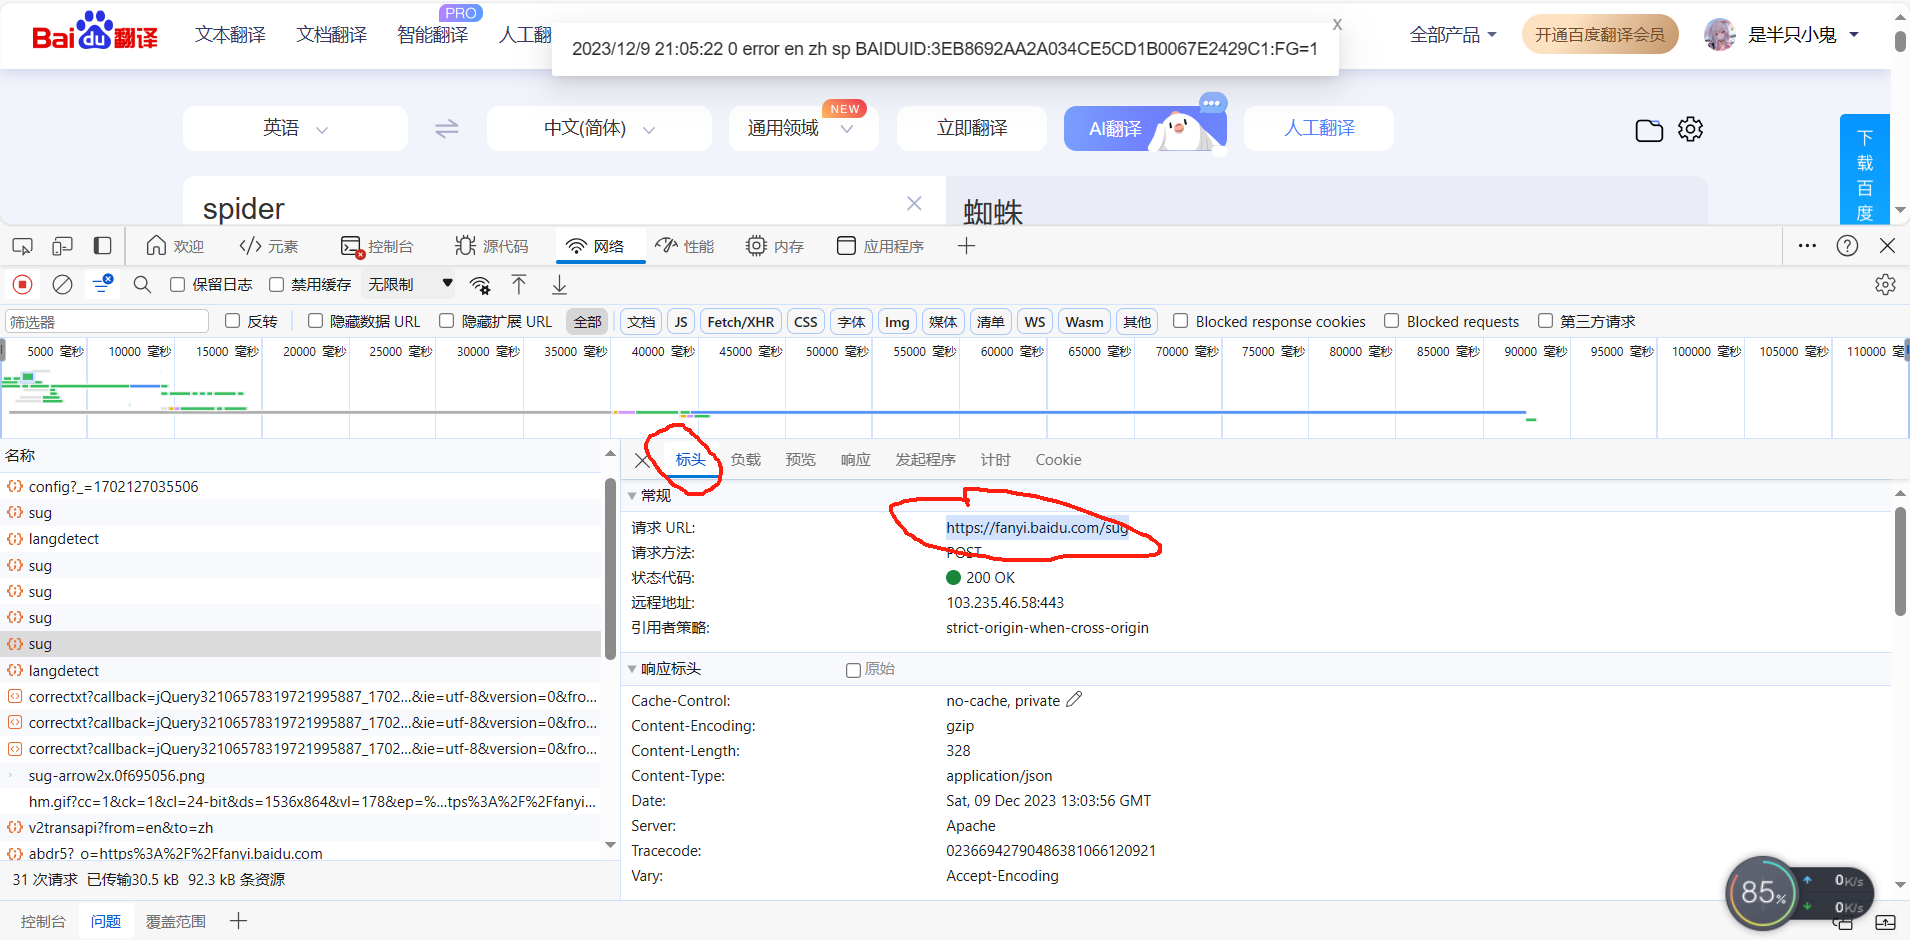 Bai du 翻译
文本翻译 文档翻译 智能翻译 PRO 人工翻
2023/12/9 21:05:22 0 error en zh sp BAIDUID:3EB8692AA2A034CE5CD1B0067E2429C1:FG=1 X
全部产品 开通百度翻译会员 是半只小鬼
英语 中文(简体) 通用领域 NEW 立即翻译 AI翻译 人工翻译
下载百度
spider 蜘蛛
欢迎 元素 控制台 源代码 网络 性能 内存 应用程序
保留日志 禁用缓存 无限制
筛选器 反转 隐藏数据 URL 隐藏扩展 URL 全部 文档 JS Fetch/XHR CSS 字体 Img 媒体 清单 WS Wasm 其他 Blocked response cookies Blocked requests 第三方请求
5000 毫秒 10000 毫秒 15000 毫秒 20000 毫秒 25000 毫秒 30000 毫秒 35000 毫秒 40000 毫秒 45000 毫秒 50000 毫秒 55000 毫秒 60000 毫秒 65000 毫秒 70000 毫秒 75000 毫秒 80000 毫秒 85000 毫秒 90000 毫秒 95000 毫秒 100000 毫秒 105000 毫秒 110000 毫
名称
config?_=1702127035506
sug
langdetect
sug
sug
sug
sug
langdetect
correctxt?callback=jQuery32106578319721995887_1702...&ie=utf-8&version=0&fro...
correctxt?callback=jQuery32106578319721995887_1702...&ie=utf-8&version=0&fro...
correctxt?callback=jQuery32106578319721995887_1702...&ie=utf-8&version=0&fro...
sug-arrow2x.0f695056.png
hm.gif?cc=1&ck=1&cl=24-bit&ds=1536x864&vl=178&ep=%...tps%3A%2F%2Ffanyi...
v2transapi?from=en&to=zh
abdr5?_o=https%3A%2F%2Ffanyi.baidu.com
31 次请求 已传输30.5 kB 92.3 kB 条资源
标头 负载 预览 响应 发起程序 计时 Cookie
常规
请求 URL: https://fanyi.baidu.com/sug
请求方法: POST
状态代码: 200 OK
远程地址: 103.235.46.58:443
引用者策略: strict-origin-when-cross-origin
响应标头 原始
Cache-Control: no-cache, private
Content-Encoding: gzip
Content-Length: 328
Content-Type: application/json
Date: Sat, 09 Dec 2023 13:03:56 GMT
Server: Apache
Tracecode: 02366942790486381066120921
Vary: Accept-Encoding
85% 0K/s
0K/s
控制台 问题 覆盖范围